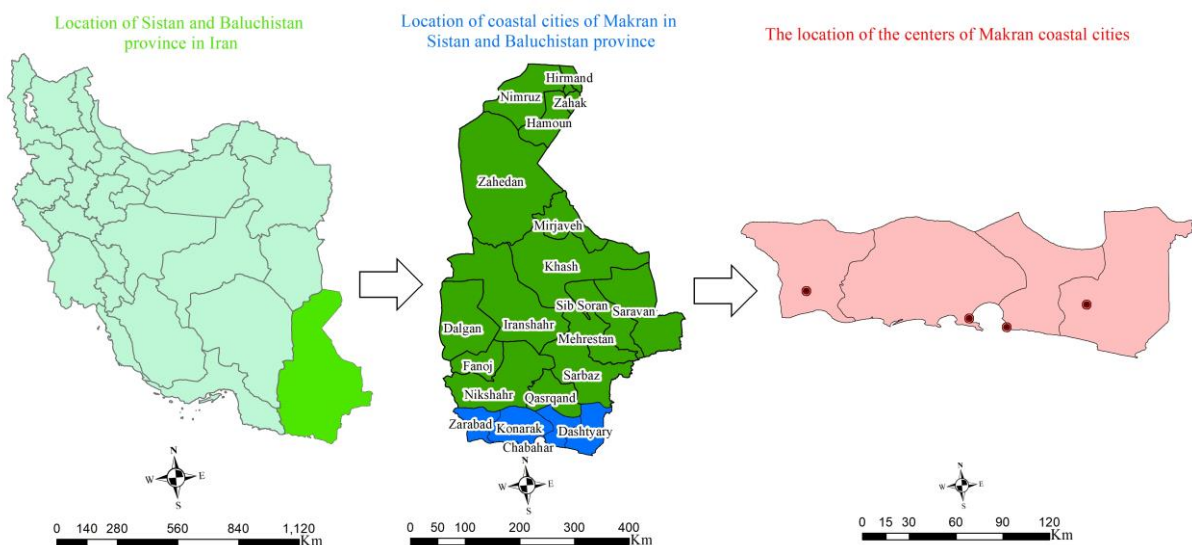 Location of Sistan and Baluchistan
province in Iran
Location of coastal cities of Makran in
Sistan and Baluchistan province
The location of the centers of Makran coastal cities
Hirmand
Nimruz
Zahak
Hamoun
Zahedan
Mirjaveh
Khash
Sib Soran
Saravan
Dalgan
Iranshahr
Mehrestan
Fanoj
Sarbaz
Nikshahr
Qasrqand
Zarabad
Konarak
Dashtyary
Chabahar
N
W E
S
N
W E
S
N
W E
S
0 140 280 560 840 1,120
Km
0 50 100 200 300 400
Km
0 15 30 60 90 120
Km